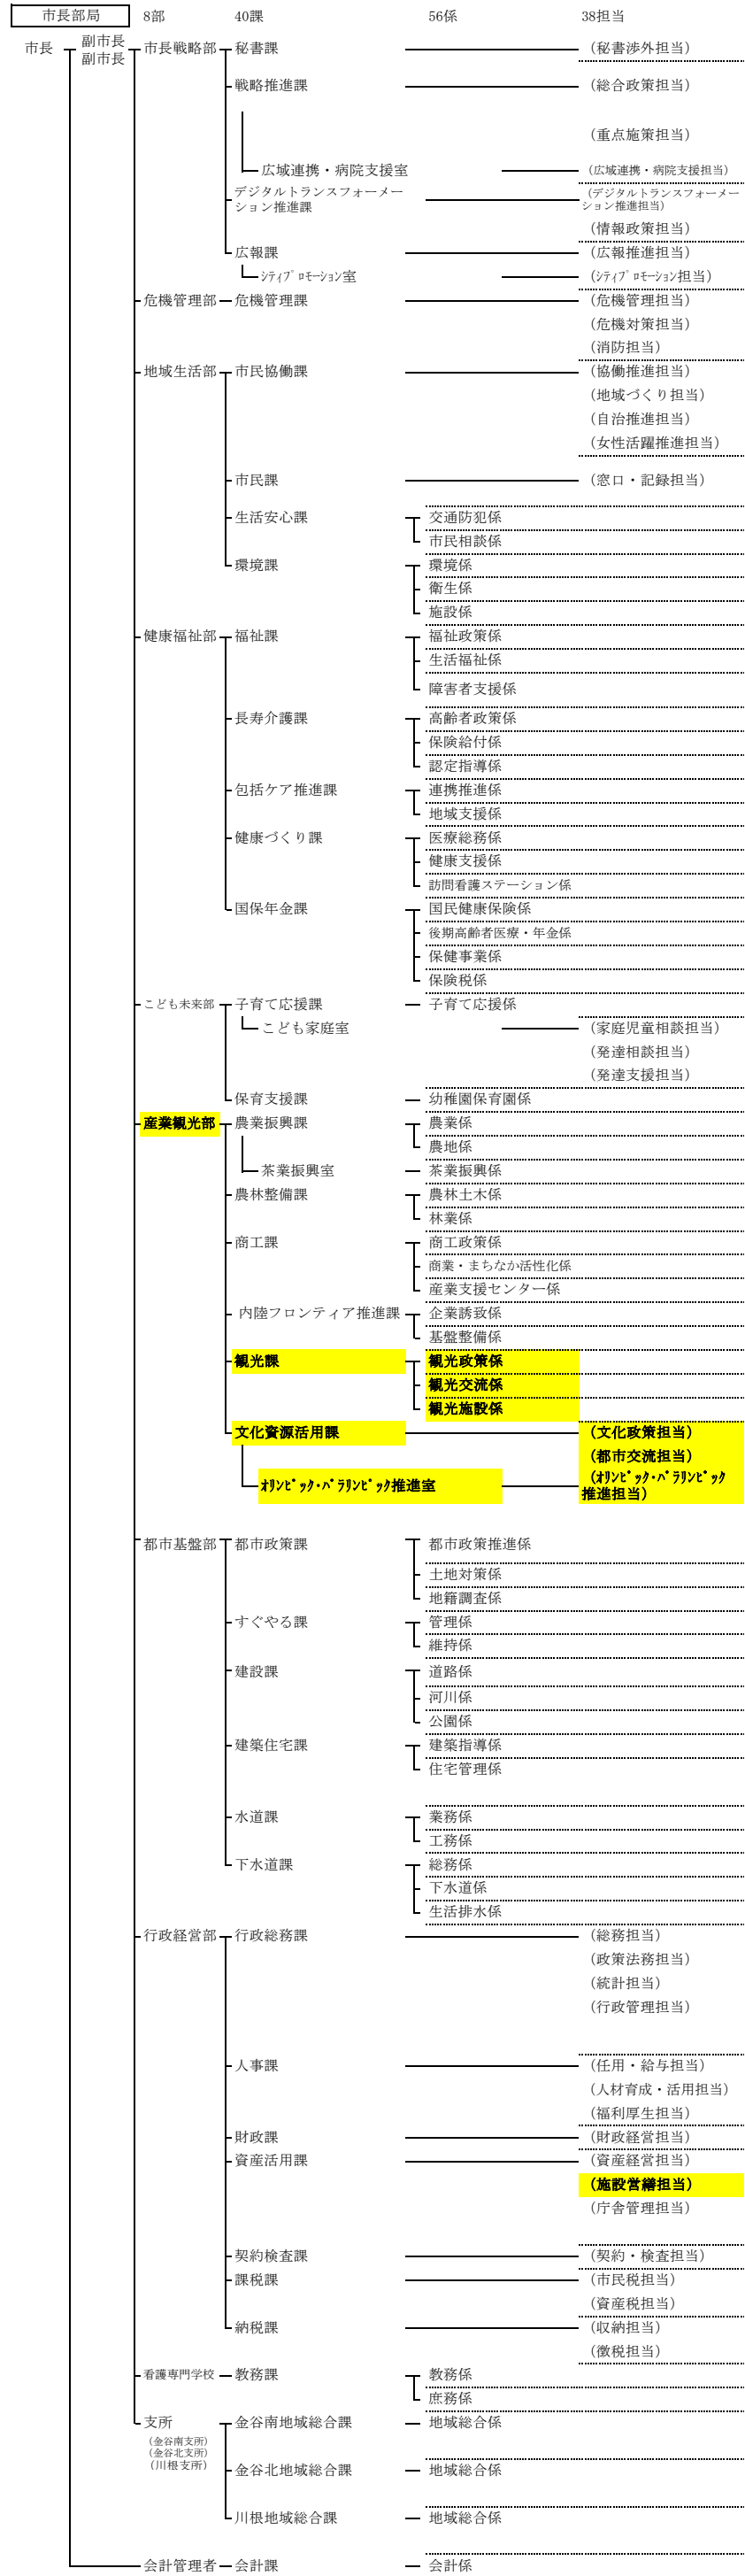 市長部局 8部 40課 56係 38担当
市長 副市長 市長戦略部 秘書課 （秘書渉外担当）
副市長
戦略推進課 （総合政策担当）
（重点施策担当）
広域連携・病院支援室 （広域連携・病院支援担当）
デジタルトランスフォーメー （デジタルトランスフォーメー
ション推進課 ション推進担当）
（情報政策担当）
広報課 （広報推進担当）
ｼﾃｨﾌﾟﾛﾓｰｼｮﾝ室 （ｼﾃｨﾌﾟﾛﾓｰｼｮﾝ担当）
危機管理部 危機管理課 （危機管理担当）
（危機対策担当）
（消防担当）
地域生活部 市民協働課 （協働推進担当）
（地域づくり担当）
（自治推進担当）
（女性活躍推進担当）
市民課 （窓口・記録担当）
生活安心課 交通防犯係
市民相談係
環境課 環境係
衛生係
施設係
健康福祉部 福祉課 福祉政策係
生活福祉係
障害者支援係
長寿介護課 高齢者政策係
保険給付係
認定指導係
包括ケア推進課 連携推進係
地域支援係
健康づくり課 医療総務係
健康支援係
訪問看護ステーション係
国保年金課 国民健康保険係
後期高齢者医療・年金係
保健事業係
保険税係
こども未来部 子育て応援課 子育て応援係
こども家庭室 （家庭児童相談担当）
（発達相談担当）
（発達支援担当）
保育支援課 幼稚園保育園係
産業観光部 農業振興課 農業係
農地係
茶業振興室 茶業振興係
農林整備課 農林土木係
林業係
商工課 商工政策係
商業・まちなか活性化係
産業支援センター係
内陸フロンティア推進課 企業誘致係
基盤整備係
観光課 観光政策係
観光交流係
観光施設係
文化資源活用課 （文化政策担当）
（都市交流担当）
（ｵﾘﾝﾋﾟｯｸ･ﾊﾟﾗﾘﾝﾋﾟｯｸ
ｵﾘﾝﾋﾟｯｸ･ﾊﾟﾗﾘﾝﾋﾟｯｸ推進室 推進担当）
都市基盤部 都市政策課 都市政策推進係
土地対策係
地籍調査係
すぐやる課 管理係
維持係
建設課 道路係
河川係
公園係
建築住宅課 建築指導係
住宅管理係
水道課 業務係
工務係
下水道課 総務係
下水道係
生活排水係
行政経営部 行政総務課 （総務担当）
（政策法務担当）
（統計担当）
（行政管理担当）
人事課 （任用・給与担当）
（人材育成・活用担当）
（福利厚生担当）
財政課 （財政経営担当）
資産活用課 （資産経営担当）
（施設営繕担当）
（庁舎管理担当）
契約検査課 （契約・検査担当）
課税課 （市民税担当）
（資産税担当）
納税課 （収納担当）
（徴税担当）
看護専門学校 教務課 教務係
庶務係
支所 金谷南地域総合課 地域総合係
（金谷南支所）
（金谷北支所）
（川根支所）
金谷北地域総合課 地域総合係
川根地域総合課 地域総合係
会計管理者 会計課 会計係